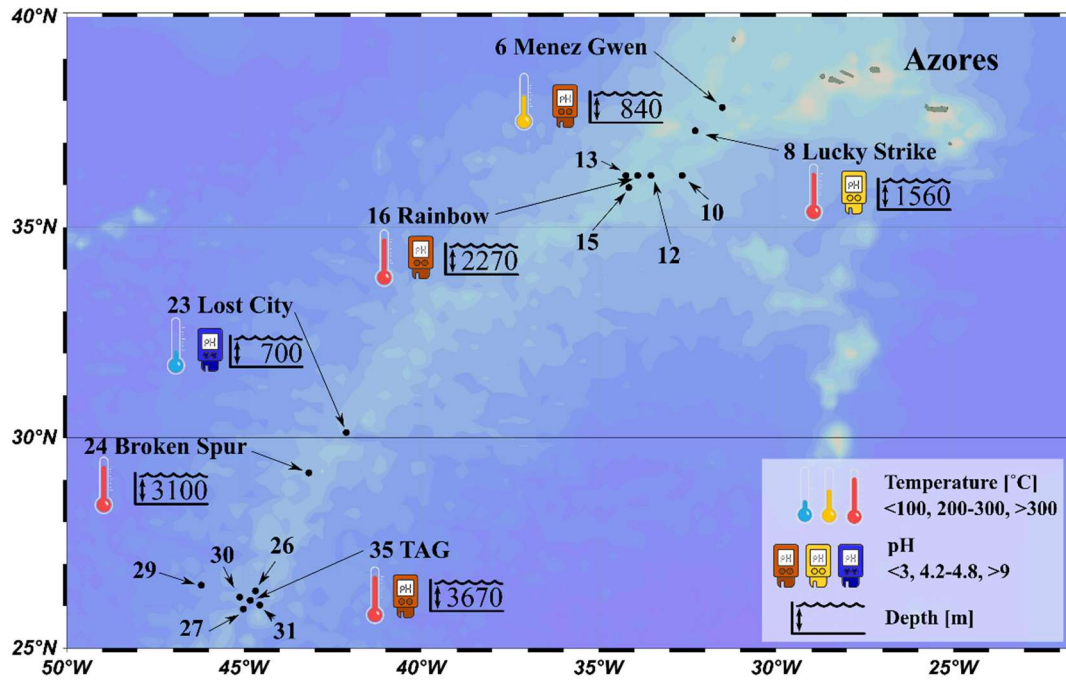 40°N
6 Menez Gwen
Azores
pH
840
8 Lucky Strike
13
pH
1560
16 Rainbow
10
35°N
15
12
pH
2270
23 Lost City
pH
700
30°N
24 Broken Spur
3100
Temperature [°C]
<100, 200-300, >300
pH pH pH
pH
<3, 4.2-4.8, >9
Depth [m]
30
26
35 TAG
29
pH
3670
27
31
25°N
50°W
45°W
40°W
35°W
30°W
25°W